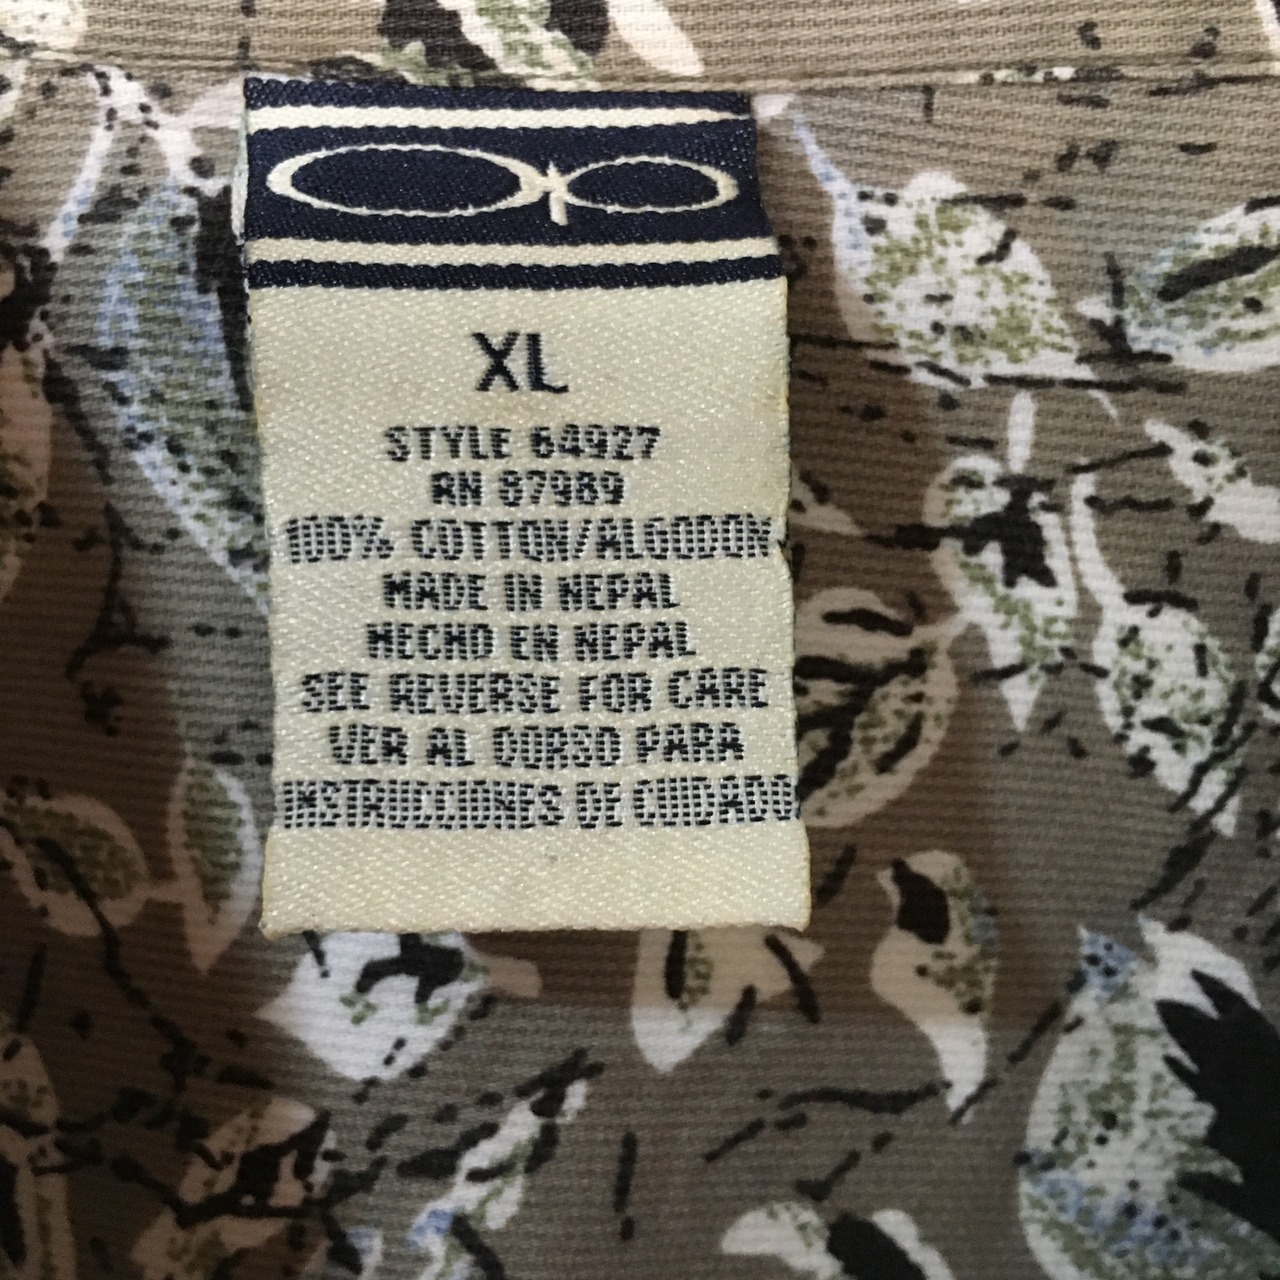 Op
XL
STYLE 64927
RN 87989
100% COTTON/ALGODON
MADE IN NEPAL
HECHO EN NEPAL
SEE REVERSE FOR CARE
VER AL DORSO PARA
INSTRUCCIONES DE CUIDADO